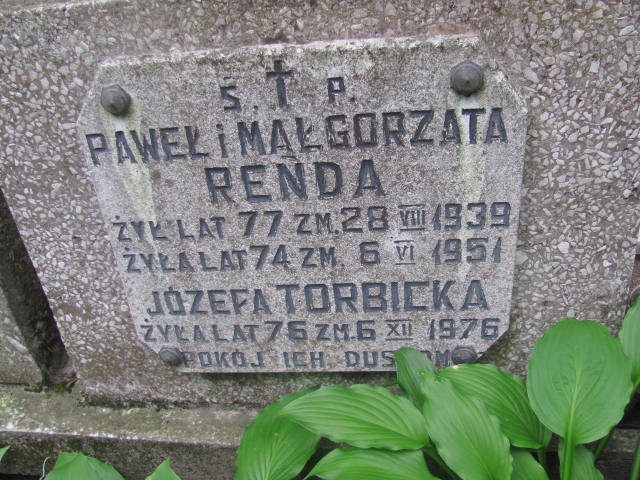 Ś. † P.
PAWEŁ i MAŁGORZATA
RENDA
ŻYŁ LAT 77 ZM. 28 VIII 1939
ŻYŁA LAT 74 ZM. 6 VI 1951
JÓZEFA TORBICKA
ŻYŁA LAT 76 ZM. 6 XII 1976
POKÓJ ICH DUSZOM